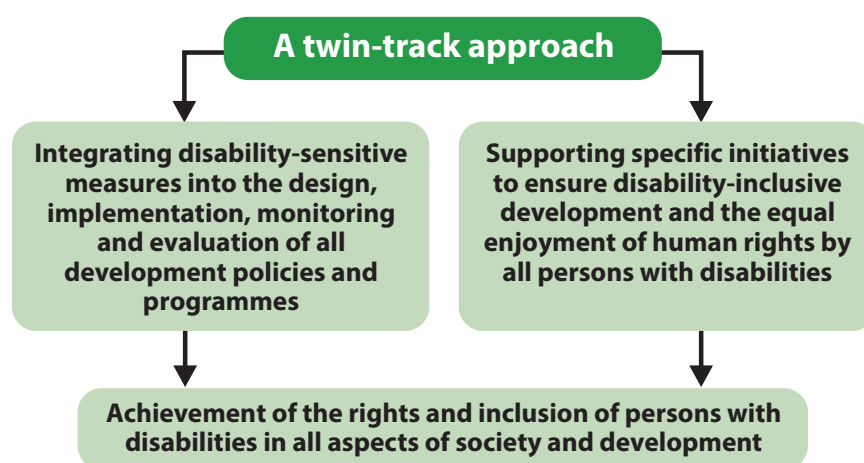 A twin-track approach
Integrating disability-sensitive
measures into the design,
implementation, monitoring
and evaluation of all
development policies and
programmes
Supporting specific initiatives
to ensure disability-inclusive
development and the equal
enjoyment of human rights by
all persons with disabilities
Achievement of the rights and inclusion of persons with
disabilities in all aspects of society and development